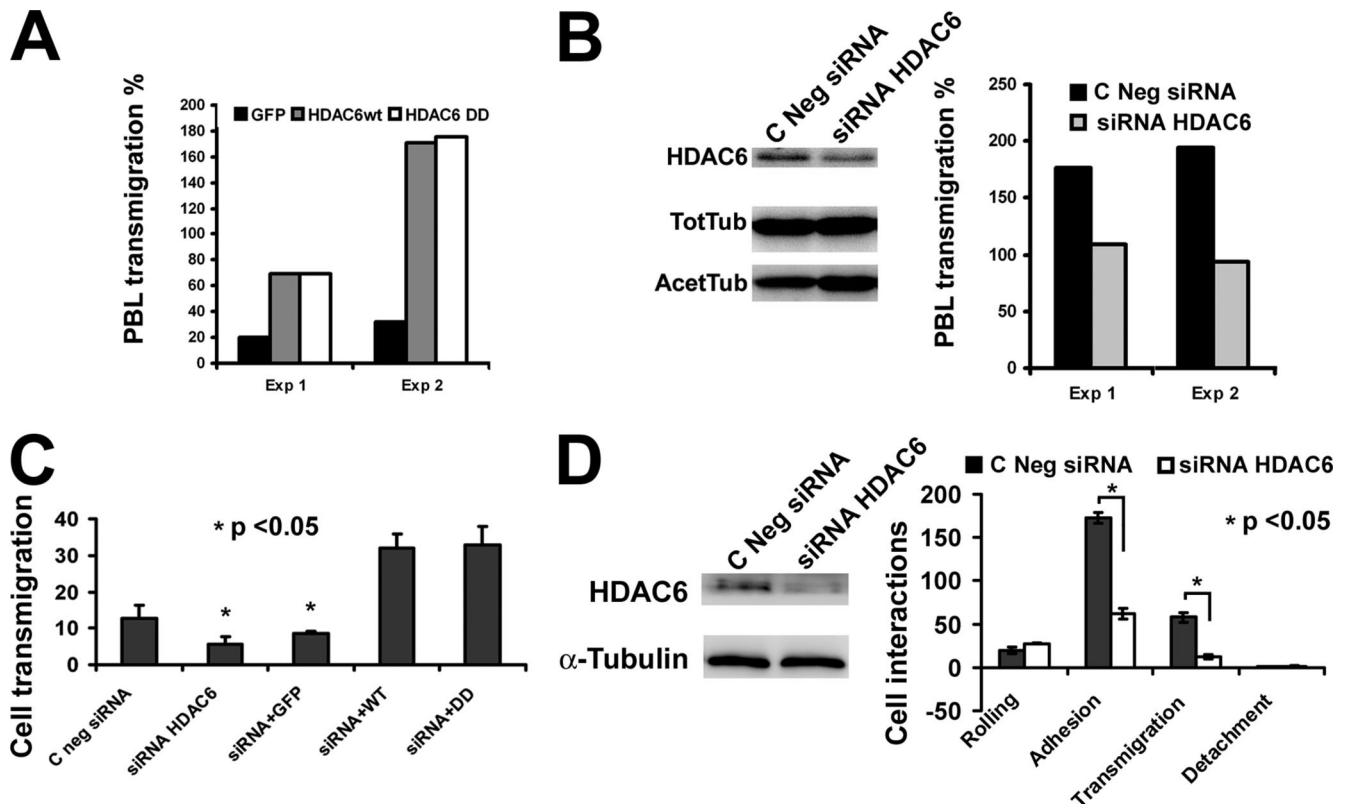 A
PBL transmigration %
200
180
160
140
120
100
80
60
40
20
0
GFP HDAC6wt HDAC6 DD
Exp 1 Exp 2
B
C Neg siRNA
siRNA HDAC6
HDAC6
TotTub
AcetTub
PBL transmigration %
250
200
150
100
50
0
C Neg siRNA
siRNA HDAC6
Exp 1 Exp 2
C
Cell transmigration
40
30
20
10
0
* p <0.05
*
*
C neg siRNA
siRNA HDAC6
siRNA+GFP
siRNA+WT
siRNA+DD
D
C Neg siRNA
siRNA HDAC6
HDAC6
α-Tubulin
C Neg siRNA siRNA HDAC6
Cell interactions
200
150
100
50
0
-50
*
*
* p <0.05
Rolling
Adhesion
Transmigration
Detachment